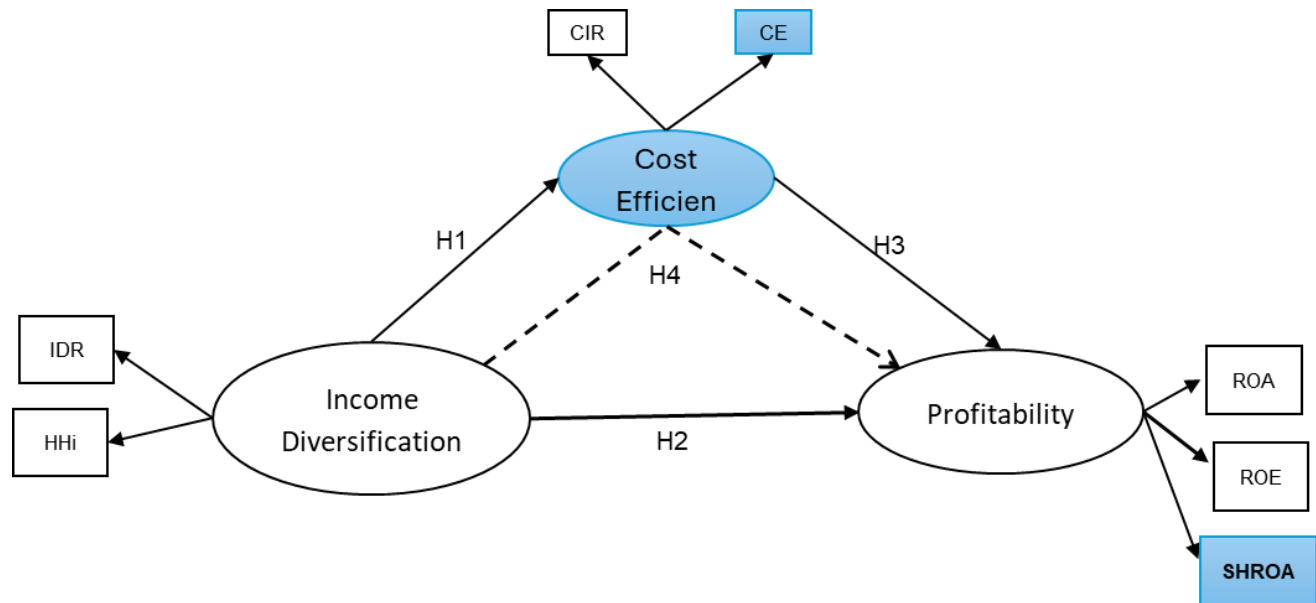 CIR
CE
Cost
Efficien
H1
H3
H4
IDR
HHi
Income
Diversification
H2
Profitability
ROA
ROE
SHROA